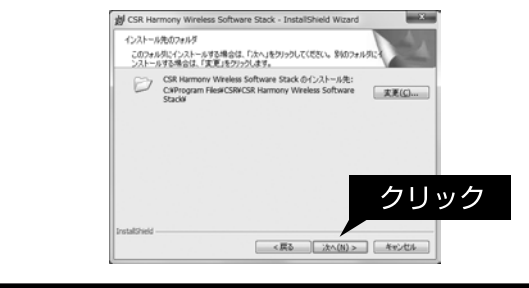 CSR Harmony Wireless Software Stack - InstallShield Wizard
インストール先のフォルダ
このフォルダにインストールする場合は、「次へ」をクリックしてください。別のフォルダにイ
ンストールする場合は、「変更」をクリックします。
CSR Harmony Wireless Software Stack のインストール先:
C:¥Program Files¥CSR¥CSR Harmony Wireless Software
Stack¥
変更(C)...
クリック
InstallShield
< 戻る
次へ(N) >
キャンセル